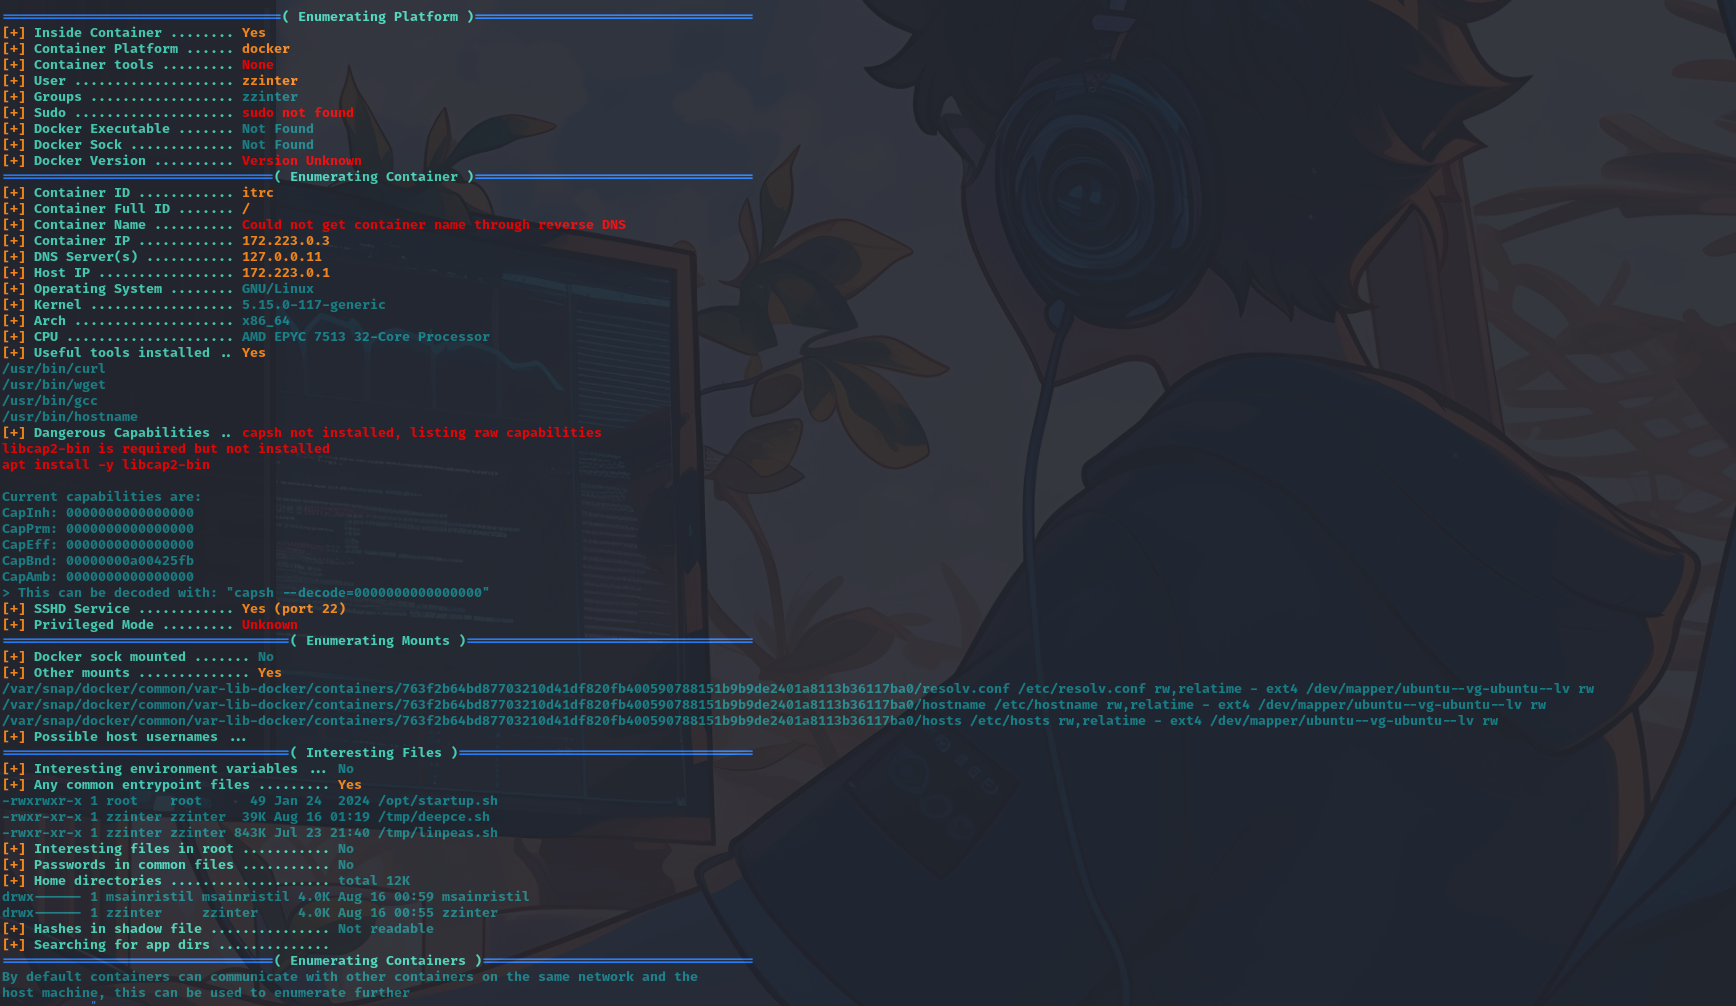 ===================================( Enumerating Platform )===================================
[+] Inside Container ........ Yes
[+] Container Platform ...... docker
[+] Container tools ......... None
[+] User .................... zzinter
[+] Groups .................. zzinter
[+] Sudo .................... sudo not found
[+] Docker Executable ....... Not Found
[+] Docker Sock ............. Not Found
[+] Docker Version .......... Version Unknown
==================================( Enumerating Container )===================================
[+] Container ID ............ itrc
[+] Container Full ID ....... /
[+] Container Name .......... Could not get container name through reverse DNS
[+] Container IP ............ 172.223.0.3
[+] DNS Server(s) ........... 127.0.0.11
[+] Host IP ................. 172.223.0.1
[+] Operating System ........ GNU/Linux
[+] Kernel .................. 5.15.0-117-generic
[+] Arch .................... x86_64
[+] CPU ..................... AMD EPYC 7513 32-Core Processor
[+] Useful tools installed .. Yes
/usr/bin/curl
/usr/bin/wget
/usr/bin/gcc
/usr/bin/hostname
[+] Dangerous Capabilities .. capsh not installed, listing raw capabilities
libcap2-bin is required but not installed
apt install -y libcap2-bin
Current capabilities are:
CapInh: 0000000000000000
CapPrm: 0000000000000000
CapEff: 0000000000000000
CapBnd: 00000000a00425fb
CapAmb: 0000000000000000
> This can be decoded with: "capsh --decode=0000000000000000"
[+] SSHD Service ............ Yes (port 22)
[+] Privileged Mode ......... Unknown
====================================( Enumerating Mounts )====================================
[+] Docker sock mounted ....... No
[+] Other mounts .............. Yes
/var/snap/docker/common/var-lib-docker/containers/763f2b64bd87703210d41df820fb400590788151b9b9de2401a8113b36117ba0/resolv.conf /etc/resolv.conf rw,relatime - ext4 /dev/mapper/ubuntu--vg-ubuntu--lv rw
/var/snap/docker/common/var-lib-docker/containers/763f2b64bd87703210d41df820fb400590788151b9b9de2401a8113b36117ba0/hostname /etc/hostname rw,relatime - ext4 /dev/mapper/ubuntu--vg-ubuntu--lv rw
/var/snap/docker/common/var-lib-docker/containers/763f2b64bd87703210d41df820fb400590788151b9b9de2401a8113b36117ba0/hosts /etc/hosts rw,relatime - ext4 /dev/mapper/ubuntu--vg-ubuntu--lv rw
[+] Possible host usernames ...
====================================( Interesting Files )=====================================
[+] Interesting environment variables ... No
[+] Any common entrypoint files ......... Yes
-rwxrwxr-x 1 root    root      49 Jan 24  2024 /opt/startup.sh
-rwxr-xr-x 1 zzinter zzinter  39K Aug 16 01:19 /tmp/deepce.sh
-rwxr-xr-x 1 zzinter zzinter 843K Jul 23 21:40 /tmp/linpeas.sh
[+] Interesting files in root ........... No
[+] Passwords in common files ........... No
[+] Home directories .................... total 12K
drwx------ 1 msainristil msainristil 4.0K Aug 16 00:59 msainristil
drwx------ 1 zzinter     zzinter     4.0K Aug 16 00:55 zzinter
[+] Hashes in shadow file ............... Not readable
[+] Searching for app dirs ..............
==================================( Enumerating Containers )==================================
By default containers can communicate with other containers on the same network and the
host machine, this can be used to enumerate further